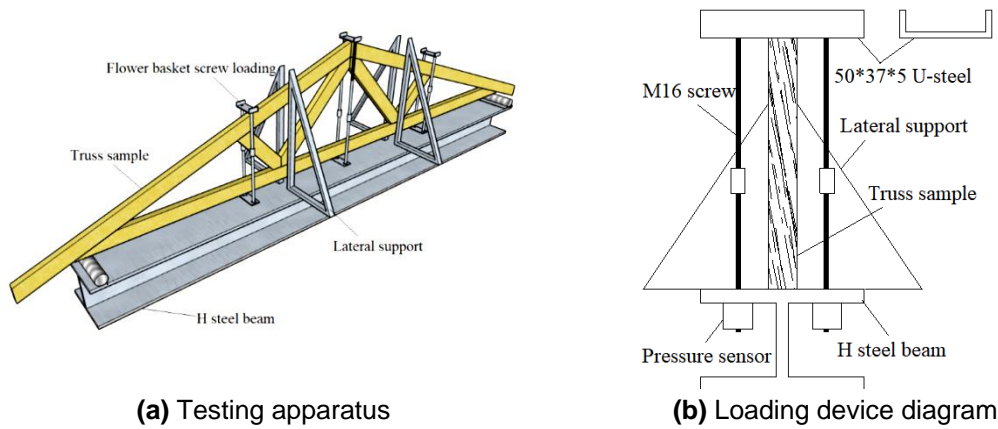 Flower basket screw loading
Truss sample
Lateral support
H steel beam
(a) Testing apparatus
50*37*5 U-steel
M16 screw
Lateral support
Truss sample
Pressure sensor
H steel beam
(b) Loading device diagram